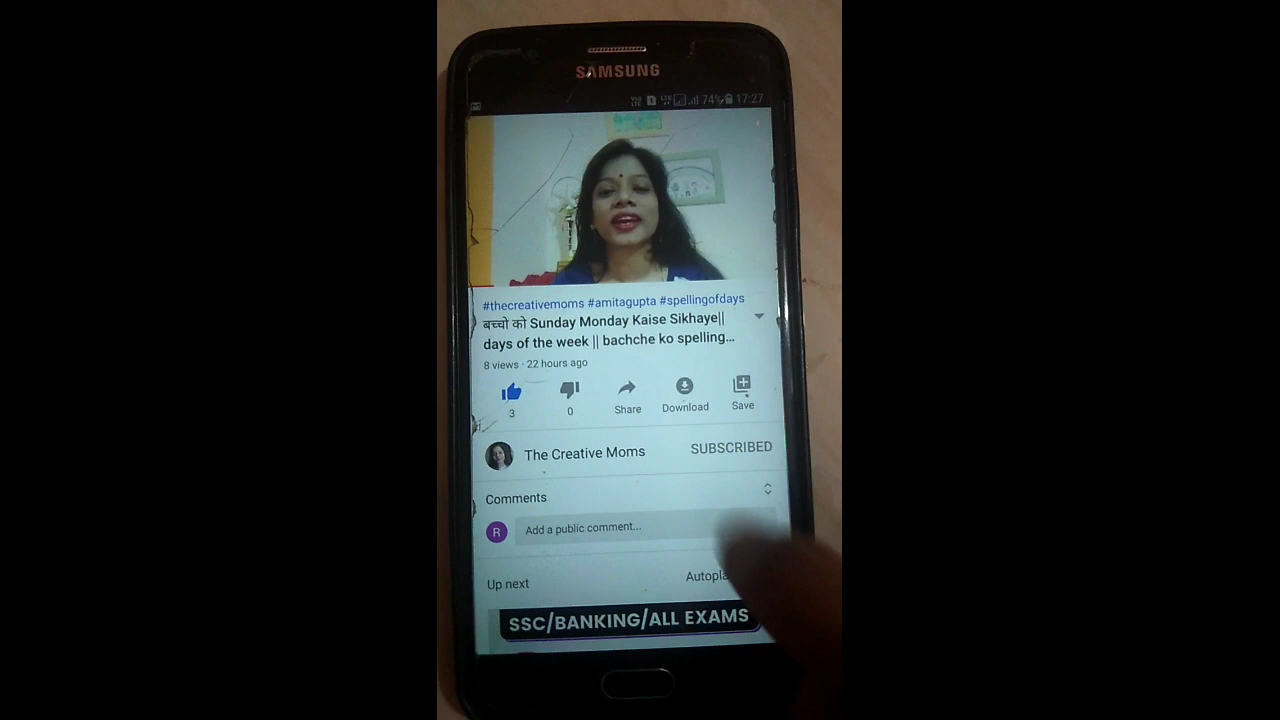 SAMSUNG
74% 17:27
#thecreativemoms #amitagupta #spellingofdays
बच्चो को Sunday Monday Kaise Sikhaye||
days of the week || bachche ko spelling...
8 views · 22 hours ago
3
0
Share
Download
Save
The Creative Moms
SUBSCRIBED
Comments
R
Add a public comment...
Up next
Autopla
SSC/BANKING/ALL EXAMS